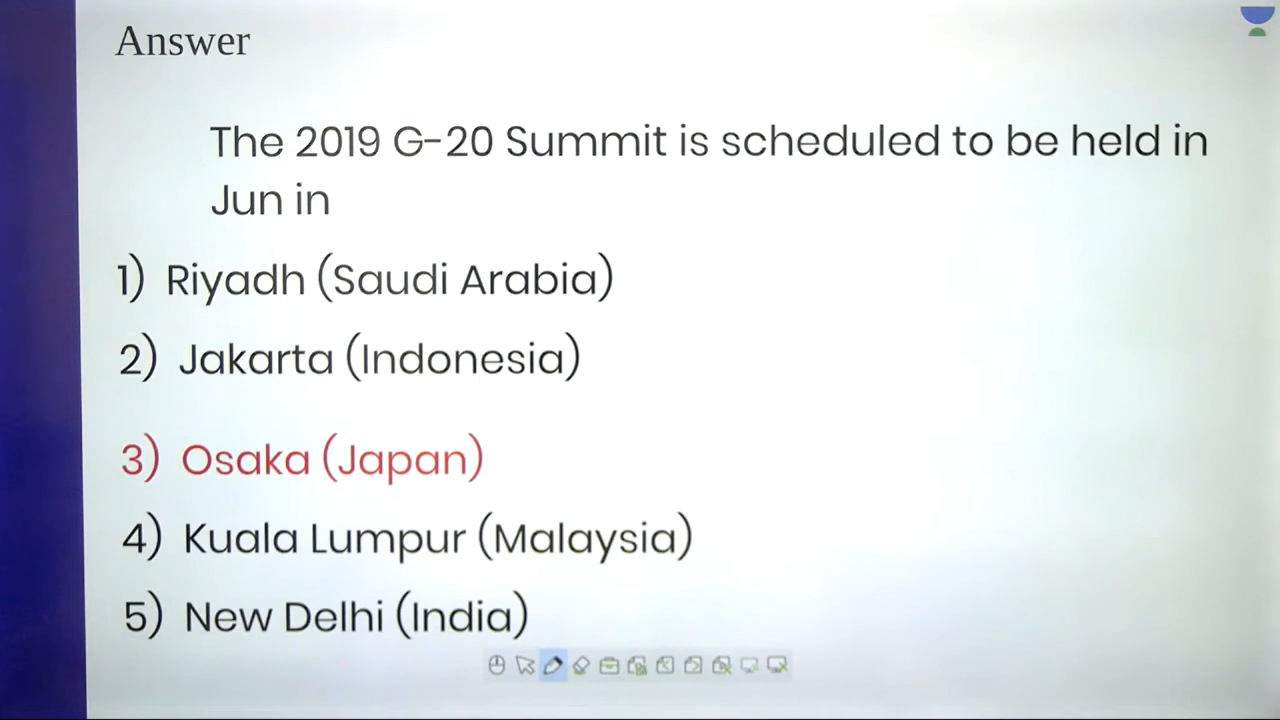 Answer
The 2019 G-20 Summit is scheduled to be held in
Jun in
1) Riyadh (Saudi Arabia)
2) Jakarta (Indonesia)
3) Osaka (Japan)
4) Kuala Lumpur (Malaysia)
5) New Delhi (India)